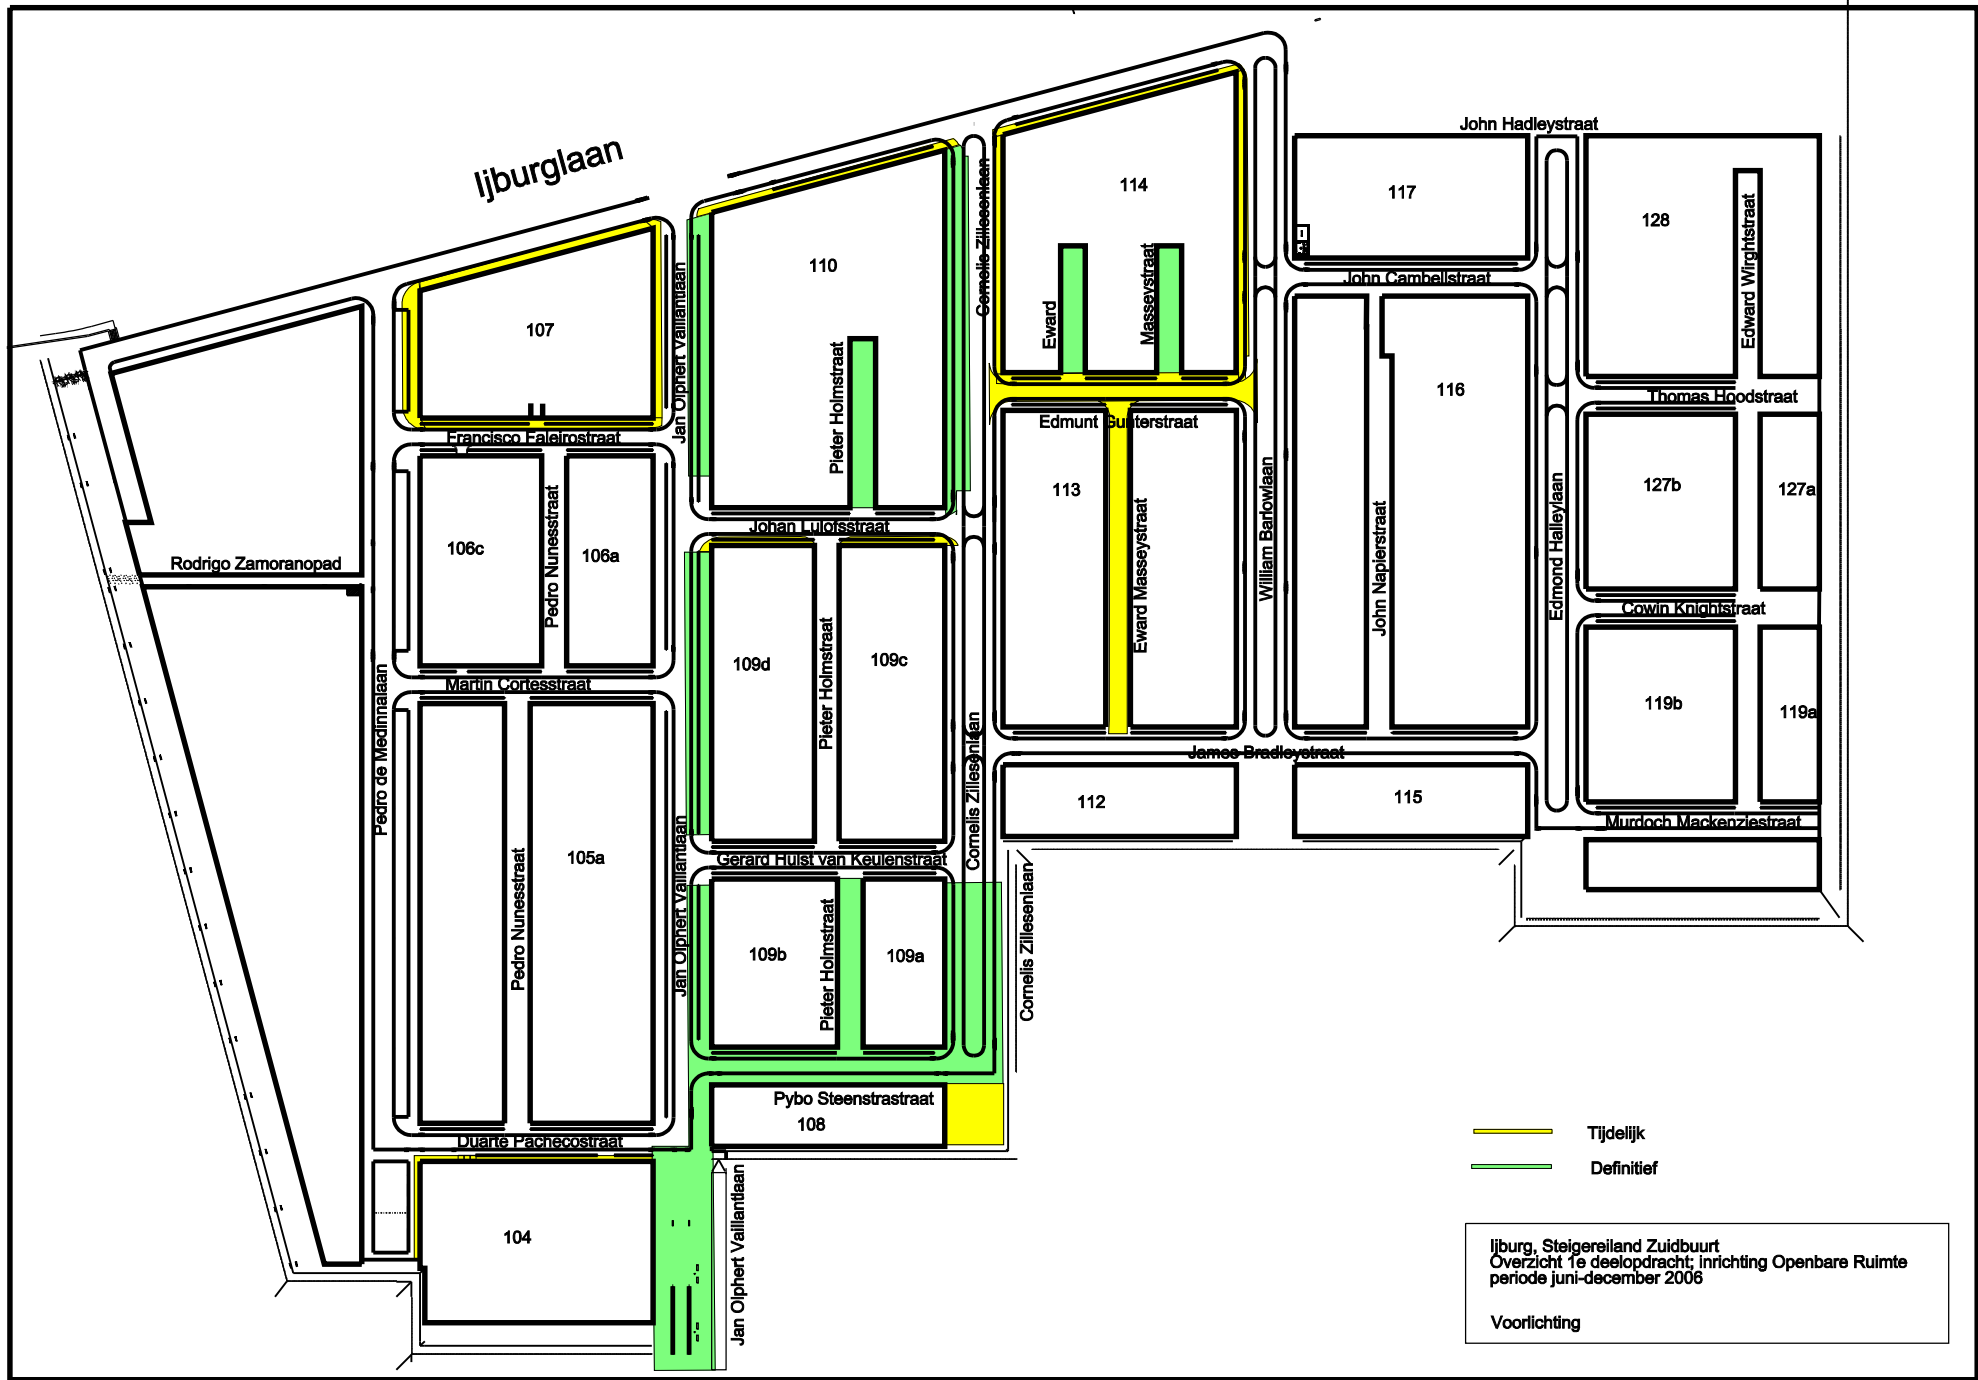 Ijburglaan
John Hadleystraat
117
128
114
110
107
Cornelis Zillesenlaan
Edward Wirghtstraat
John Cambellstraat
Eward
Masseystraat
Jan Olphert Vaillantlaan
Pieter Holmstraat
116
Thomas Hoodstraat
Edmunt Gunterstraat
Francisco Faleirostraat
113
127b
127a
Johan Lulofsstraat
106c
106a
Pedro Nunesstraat
Rodrigo Zamoranopad
Eward Masseystraat
William Barlowlaan
John Napierstraat
Edmond Halleylaan
Cowin Knightstraat
109d
109c
Pieter Holmstraat
Martin Cortesstraat
119b
119a
Pedro de Medinnalaan
Cornelis Zillesenlaan
James Bradleystraat
112
115
Murdoch Mackenziestraat
105a
Pedro Nunesstraat
Jan Olphert Vaillantlaan
Gerard Hulst van Keulenstraat
109b
109a
Pieter Holmstraat
Cornelis Zillesenlaan
Pybo Steenstrastraat
108
Duarte Pachecostraat
104
Jan Olphert Vaillantlaan
Tijdelijk
Definitief
Ijburg, Steigereiland Zuidbuurt
Overzicht 1e deelopdracht; inrichting Openbare Ruimte
periode juni-december 2006
Voorlichting